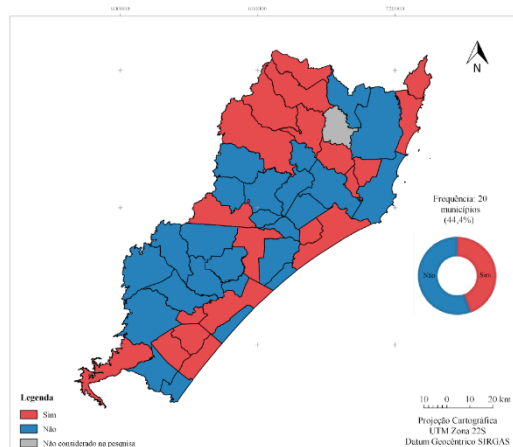 N
Frequência: 20
municípios
(44,4%)
Não
Sim
Legenda
Sim
Não
Não considerado na pesquisa
10 0 10 20 km
Projeção Cartográfica
UTM Zona 22S
Datum Geocêntrico SIRGAS